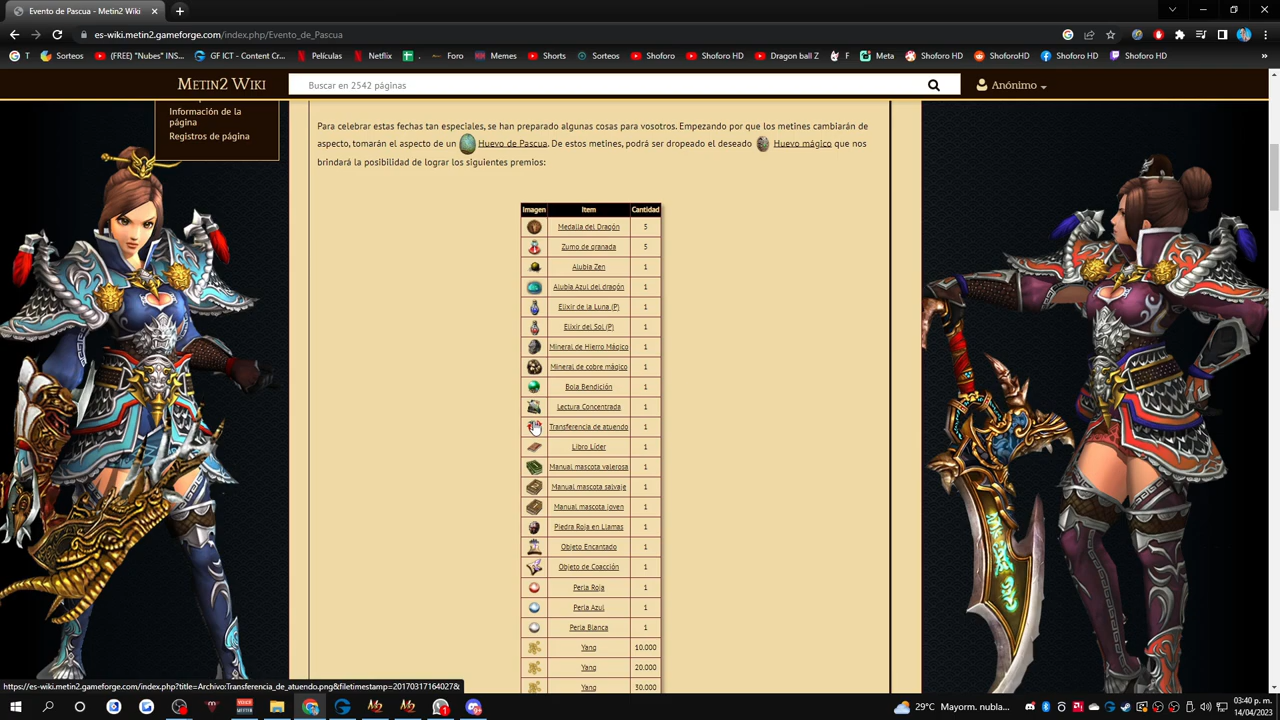 Evento de Pascua - Metin2 Wiki
es-wiki.metin2.gameforge.com/index.php/Evento_de_Pascua
T Sorteos (FREE) "Nubes" INS... GF ICT - Content Cr... Películas Netflix . Foro Memes Shorts Sorteos Shoforo Shoforo HD Dragon ball Z F Meta Shoforo HD ShoforoHD Shoforo HD Shoforo HD »
Metin2 Wiki
Buscar en 2542 páginas
Anónimo
Información de la
página
Registros de página
Para celebrar estas fechas tan especiales, se han preparado algunas cosas para vosotros. Empezando por que los metines cambiarán de
aspecto, tomarán el aspecto de un Huevo de Pascua. De estos metines, podrá ser dropeado el deseado Huevo mágico que nos
brindará la posibilidad de lograr los siguientes premios:
Imagen Item Cantidad
Medalla del Dragón 5
Zumo de granada 5
Alubia Zen 1
Alubia Azul del dragón 1
Elixir de la Luna (P) 1
Elixir del Sol (P) 1
Mineral de Hierro Mágico 1
Mineral de cobre mágico 1
Bola Bendición 1
Lectura Concentrada 1
Transferencia de atuendo 1
Libro Líder 1
Manual mascota valerosa 1
Manual mascota salvaje 1
Manual mascota joven 1
Piedra Roja en Llamas 1
Objeto Encantado 1
Objeto de Coacción 1
Perla Roja 1
Perla Azul 1
Perla Blanca 1
Yang 10.000
Yang 20.000
Yang 30.000
https://es-wiki.metin2.gameforge.com/index.php?title=Archivo:Transferencia_de_atuendo.png&filetimestamp=20170317164027&
29°C Mayorm. nubla...
03:40 p. m.
14/04/2023